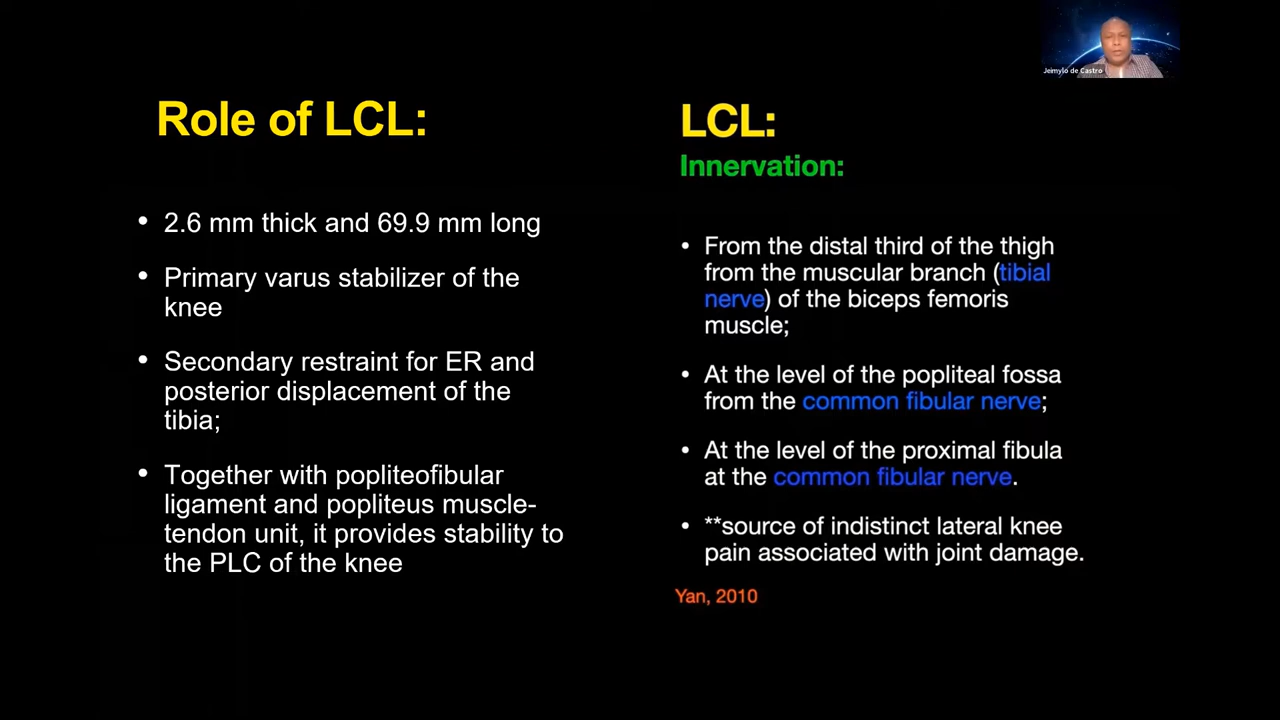 Jeimylo de Castro
Role of LCL:
• 2.6 mm thick and 69.9 mm long
• Primary varus stabilizer of the
knee
• Secondary restraint for ER and
posterior displacement of the
tibia;
• Together with popliteofibular
ligament and popliteus muscle-
tendon unit, it provides stability to
the PLC of the knee
LCL:
Innervation:
• From the distal third of the thigh
from the muscular branch (tibial
nerve) of the biceps femoris
muscle;
• At the level of the popliteal fossa
from the common fibular nerve;
• At the level of the proximal fibula
at the common fibular nerve.
• **source of indistinct lateral knee
pain associated with joint damage.
Yan, 2010